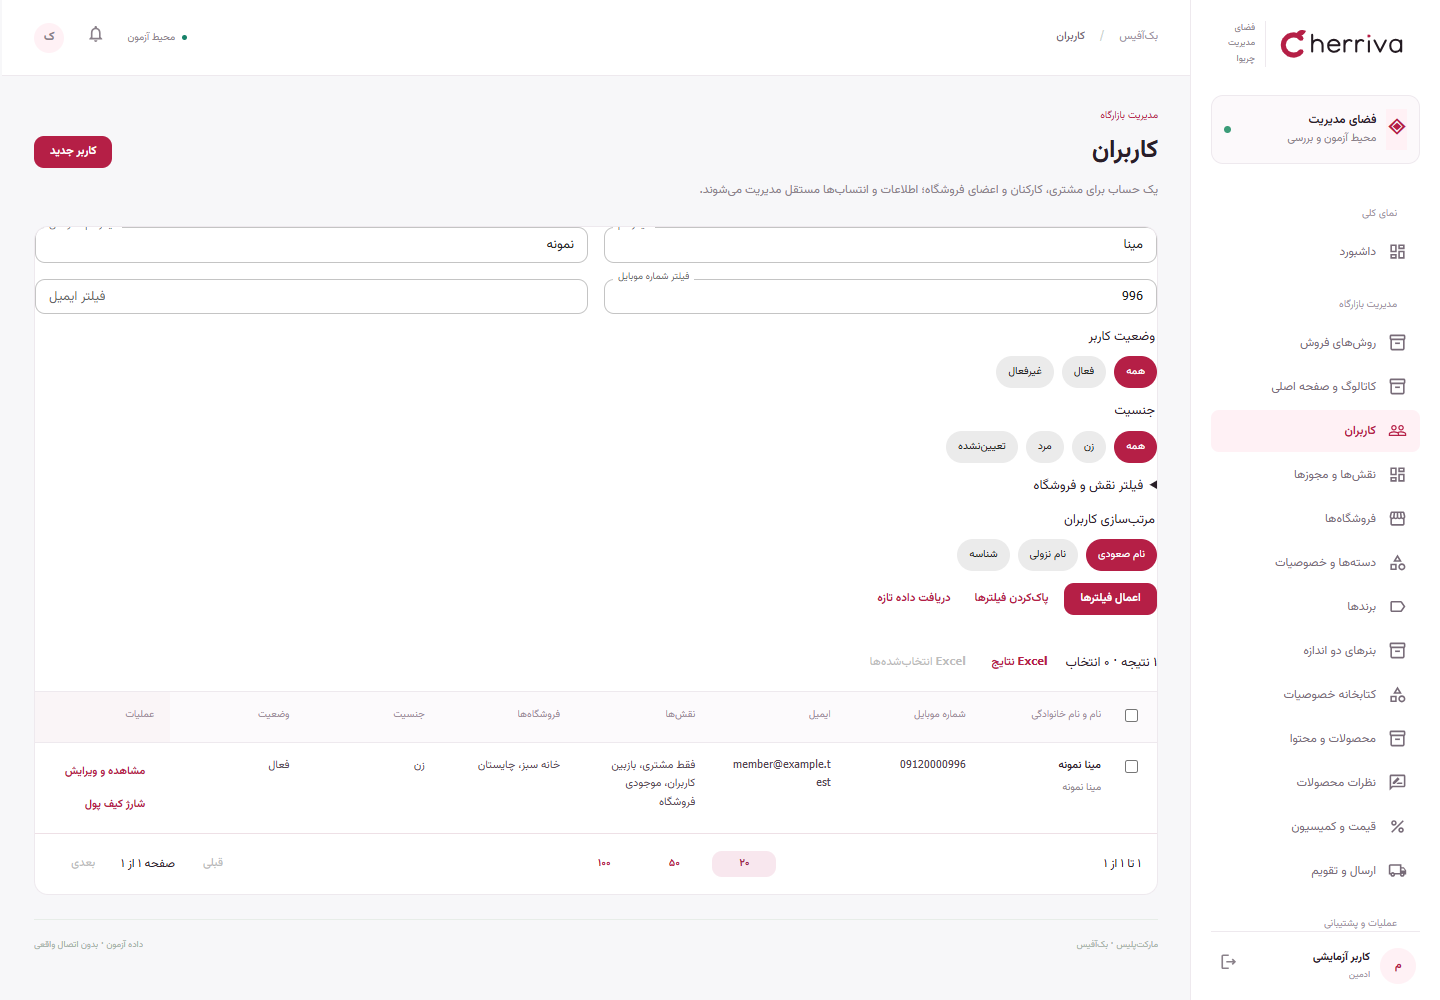 herriva
فضای
مدیریت
چریوا
فضای مدیریت
محیط آزمون و بررسی
نمای کلی
داشبورد
مدیریت بازارگاه
روش‌های فروش
کاتالوگ و صفحه اصلی
کاربران
نقش‌ها و مجوزها
فروشگاه‌ها
دسته‌ها و خصوصیات
برندها
بنرهای دو اندازه
کتابخانه خصوصیات
محصولات و محتوا
نظرات محصولات
قیمت و کمیسیون
ارسال و تقویم
عملیات و پشتیبانی
م
کاربر آزمایشی
ادمین
بک‌آفیس / کاربران
محیط آزمون
ک
مدیریت بازارگاه
کاربران
کاربر جدید
یک حساب برای مشتری، کارکنان و اعضای فروشگاه؛ اطلاعات و انتساب‌ها مستقل مدیریت می‌شوند.
مینا
نمونه
فیلتر شماره موبایل
996
فیلتر ایمیل
وضعیت کاربر
همه فعال غیرفعال
جنسیت
همه زن مرد تعیین‌نشده
فیلتر نقش و فروشگاه
مرتب‌سازی کاربران
نام صعودی نام نزولی شناسه
اعمال فیلترها پاک‌کردن فیلترها دریافت داده تازه
۱ نتیجه · ۰ انتخاب Excel نتایج Excel انتخاب‌شده‌ها
نام و نام خانوادگی شماره موبایل ایمیل نقش‌ها فروشگاه‌ها جنسیت وضعیت عملیات
مینا نمونه
مینا نمونه
09120000996
member@example.t
est
فقط مشتری، بازبین
کاربران، موجودی
فروشگاه
خانه سبز، چایستان
زن
فعال
مشاهده و ویرایش
شارژ کیف پول
۱ تا ۱ از ۱ ۲۰ ۵۰ ۱۰۰ قبلی صفحه ۱ از ۱ بعدی
مارکت‌پلیس · بک‌آفیس
داده آزمون · بدون اتصال واقعی